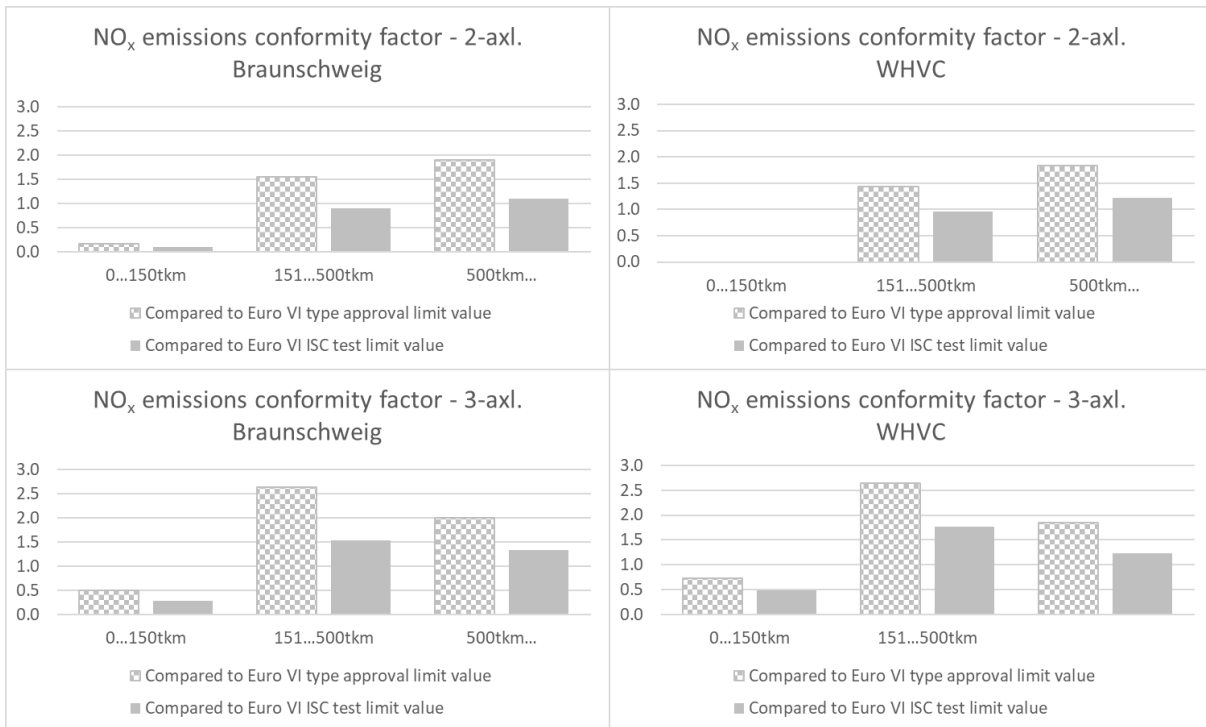 NOx emissions conformity factor - 2-axl.
Braunschweig
3.0
2.5
2.0
1.5
1.0
0.5
0.0
0...150tkm 151...500tkm 500tkm...
Compared to Euro VI type approval limit value
Compared to Euro VI ISC test limit value
NOx emissions conformity factor - 2-axl.
WHVC
3.0
2.5
2.0
1.5
1.0
0.5
0.0
0...150tkm 151...500tkm 500tkm...
Compared to Euro VI type approval limit value
Compared to Euro VI ISC test limit value
NOx emissions conformity factor - 3-axl.
Braunschweig
3.0
2.5
2.0
1.5
1.0
0.5
0.0
0...150tkm 151...500tkm 500tkm...
Compared to Euro VI type approval limit value
Compared to Euro VI ISC test limit value
NOx emissions conformity factor - 3-axl.
WHVC
3.0
2.5
2.0
1.5
1.0
0.5
0.0
0...150tkm 151...500tkm
Compared to Euro VI type approval limit value
Compared to Euro VI ISC test limit value